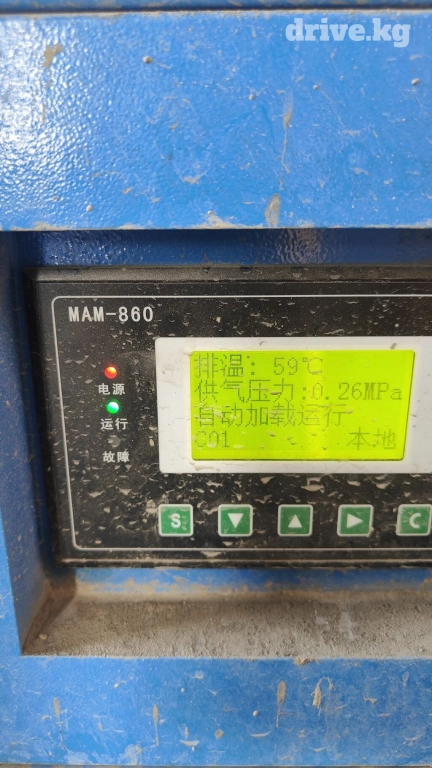 drive.kg
MAM-860
电源
运行
故障
排温: 59℃
供气压力:0.26MPa
自动加载运行
001 本地
S
C